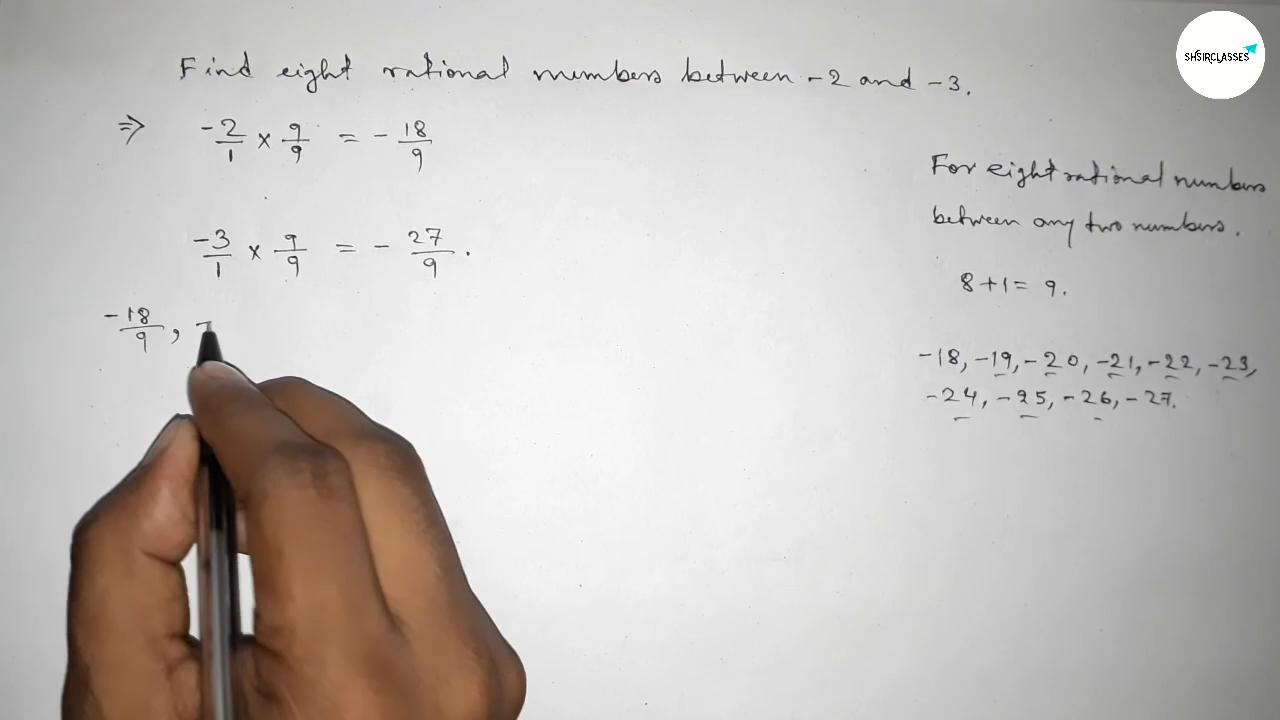 SHSIRCLASSES
Find eight rational numbers between -2 and -3.
⇒ -2/1 × 9/9 = - 18/9
-3/1 × 9/9 = - 27/9.
-18/9, -
For eight rational numbers
between any two numbers.
8+1= 9.
-18, -19, -20, -21, -22, -23,
-24, -25, -26, -27.